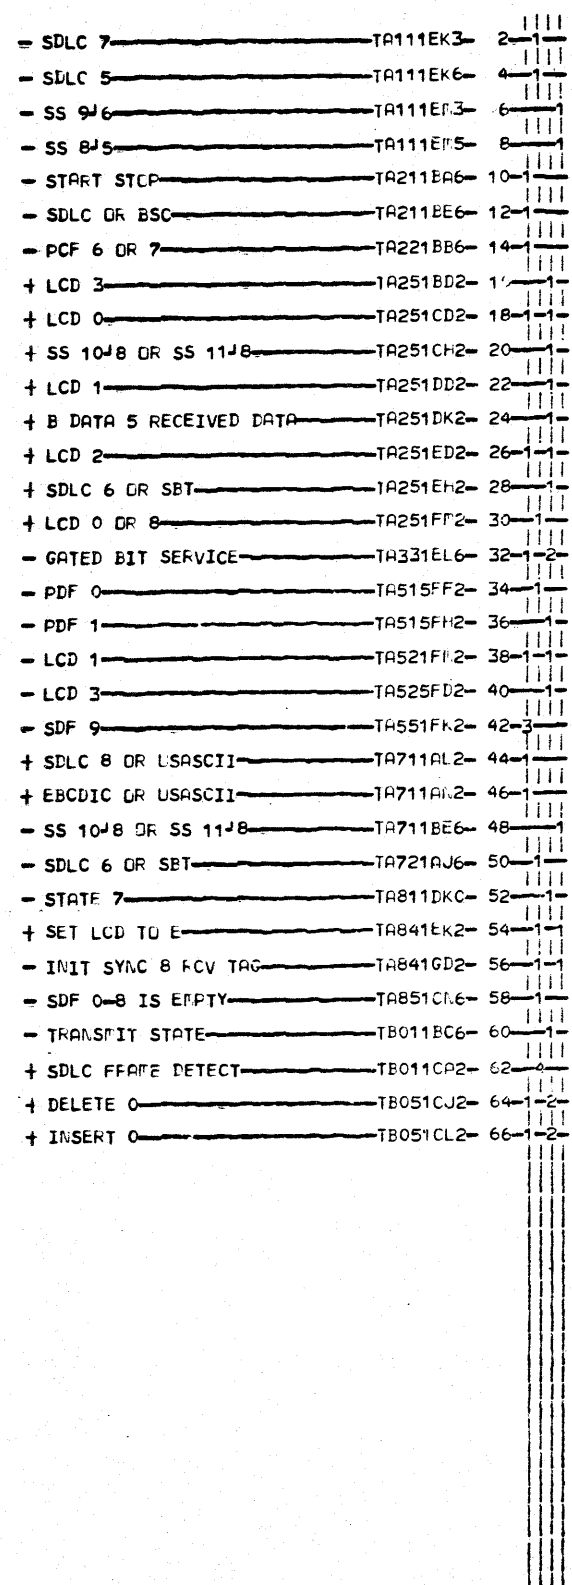 - SDLC 7 TA111EK3- 2-1-
- SDLC 5 TA111EK6- 4-1-
- SS 9J6 6-1
- SS 8J5 8-1
- START STOP TA211BA6- 10-1-
- SDLC OR BSC TA211BE6- 12-1-
- PCF 6 OR 7 TA221BB6- 14-1-
+ LCD 3 TA251BD2- -1-
+ LCD 0 TA251CD2- 18-1-1-
+ SS 10J8 OR SS 11J8 TA251CH2- 20-1-
+ LCD 1 TA251DD2- 22-1-
+ B DATA 5 RECEIVED DATA TA251DK2- 24-1-
+ LCD 2 TA251ED2- 26-1-1-
+ SDLC 6 OR SBT TA251EH2- 28-1-
+ LCD 0 OR 8 30-1-
- GATED BIT SERVICE TA331EL6- 32-1-2-
- PDF 0 TA515FF2- 34-1-
- PDF 1 TA515FH2- 36-1-
- LCD 1 38-1-1-
- LCD 3 TA525FD2- 40-1-
- SDF 9 TA551FK2- 42-3-
+ SDLC 8 OR USASCII TA711AL2- 44-1-
+ EBCDIC OR USASCII TA711AN2- 46-1-
- SS 10J8 OR SS 11J8 TA711BE6- 48-1
- SDLC 6 OR SBT TA721AJ6- 50-1-
- STATE 7 TA811DKC- 52-1-
+ SET LCD TO E TA841EK2- 54-1-1
- INIT SYNC 8 RCV TAG TA841GD2- 56-1-1
- SDF 0-8 IS EMPTY TA851CN6- 58-1-
- TRANSMIT STATE TB011BC6- 60-1-
+ SDLC FRAME DETECT TB011CA2- 62-
+ DELETE 0 TB051CJ2- 64-1-2-
+ INSERT 0 TB051CL2- 66-1-2-